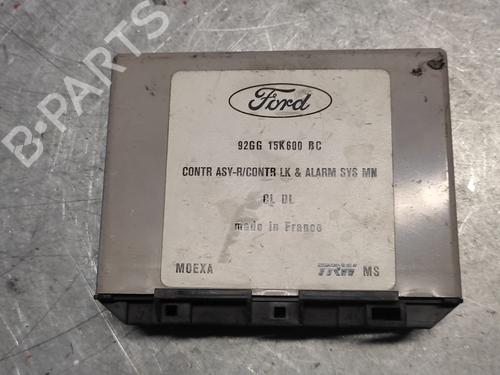 B-PARTS
Ford
92GG 15K600 BC
CONTR ASY-R/CONTR LK & ALARM SYS MN
CL DL
made in France
MOEXA TRW MS